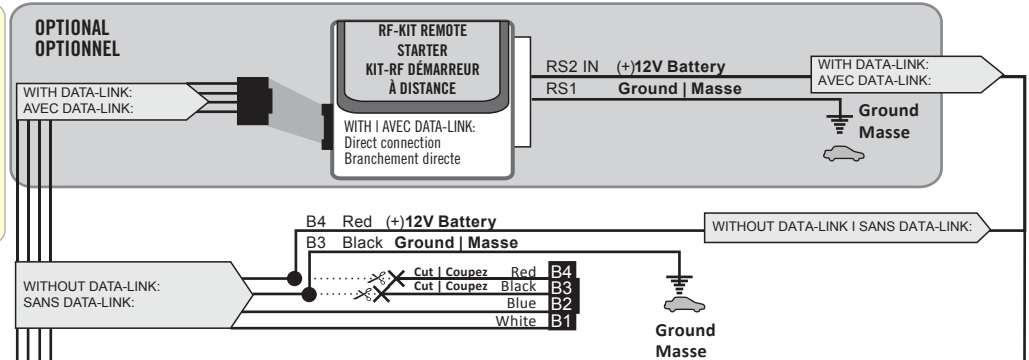 OPTIONAL
OPTIONNEL
RF-KIT REMOTE
STARTER
KIT-RF DÉMARREUR
À DISTANCE
WITH DATA-LINK:
AVEC DATA-LINK:
WITH | AVEC DATA-LINK:
Direct connection
Branchement directe
RS2 IN (+)12V Battery
RS1 Ground | Masse
WITH DATA-LINK:
AVEC DATA-LINK:
Ground
Masse
B4 Red (+)12V Battery
B3 Black Ground | Masse
WITHOUT DATA-LINK I SANS DATA-LINK:
WITHOUT DATA-LINK:
SANS DATA-LINK:
Cut | Coupez Red B4
Cut | Coupez Black B3
Blue B2
White B1
Ground
Masse